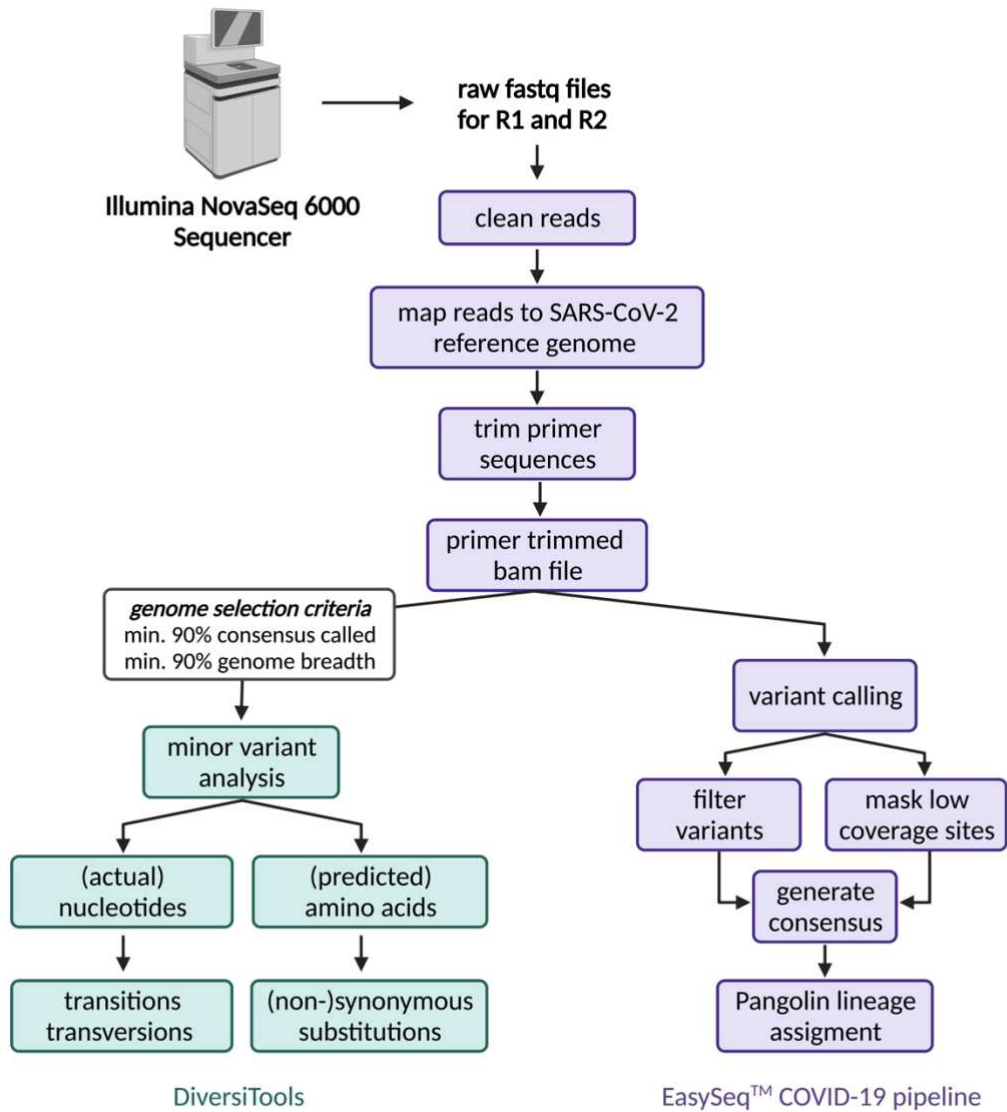 raw fastq files
for R1 and R2
Illumina NovaSeq 6000
Sequencer
clean reads
map reads to SARS-CoV-2
reference genome
trim primer
sequences
primer trimmed
bam file
genome selection criteria
min. 90% consensus called
min. 90% genome breadth
minor variant
analysis
(actual)
nucleotides
(predicted)
amino acids
transitions
transversions
(non-)synonymous
substitutions
DiversiTools
variant calling
filter
variants
mask low
coverage sites
generate
consensus
Pangolin lineage
assigment
EasySeq™ COVID-19 pipeline